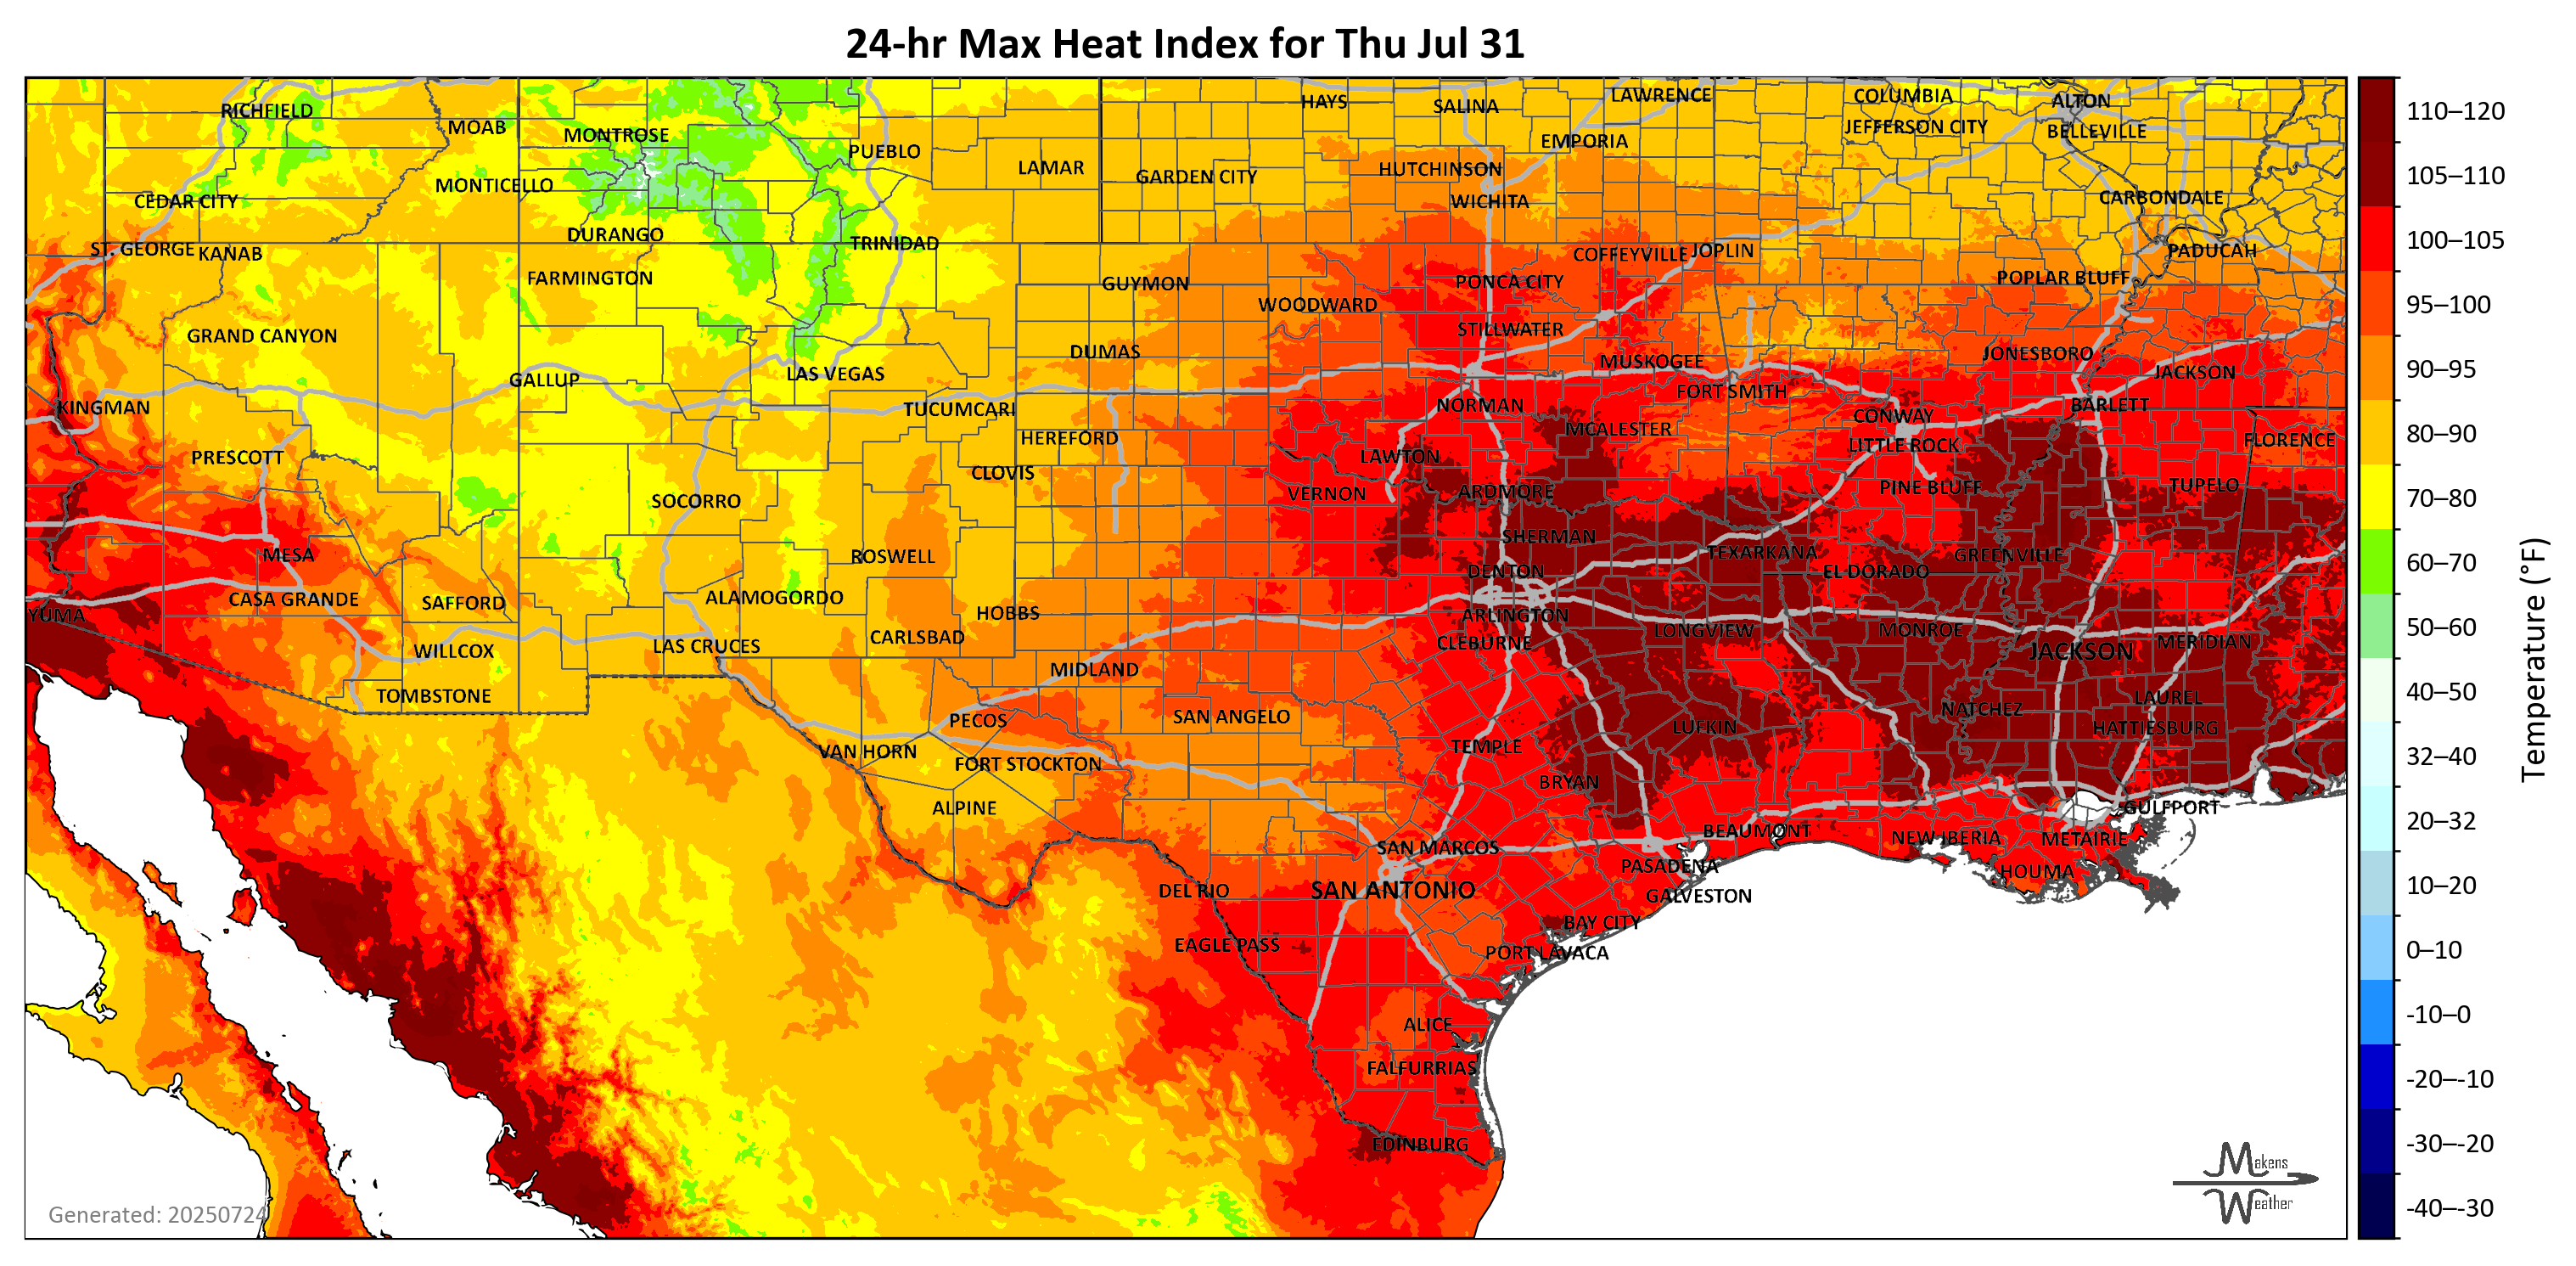 24-hr Max Heat Index for Thu Jul 31
RICHFIELD
MOAB
MONTROSE
PUEBLO
LAMAR
HAYS
SALINA
LAWRENCE
COLUMBIA
ALTON
JEFFERSON CITY
BELLEVILLE
EMPORIA
HUTCHINSON
GARDEN CITY
MONTICELLO
CEDAR CITY
WICHITA
CARBONDALE
DURANGO
TRINIDAD
ST. GEORGE
KANAB
COFFEYVILLE
JOPLIN
PADUCAH
FARMINGTON
GUYMON
PONCA CITY
POPLAR BLUFF
WOODWARD
GRAND CANYON
STILLWATER
DUMAS
JONESBORO
MUSKOGEE
GALLUP
LAS VEGAS
JACKSON
FORT SMITH
KINGMAN
TUCUMCARI
NORMAN
BARLETT
CONWAY
MCALESTER
HEREFORD
LITTLE ROCK
FLORENCE
PRESCOTT
LAWTON
CLOVIS
TUPELO
PINE BLUFF
SOCORRO
VERNON
ARDMORE
SHERMAN
MESA
ROSWELL
TEXARKANA
GREENVILLE
DENTON
EL DORADO
CASA GRANDE
SAFFORD
ALAMOGORDO
HOBBS
YUMA
ARLINGTON
LONGVIEW
MONROE
CARLSBAD
CLEBURNE
MERIDIAN
WILLCOX
LAS CRUCES
JACKSON
MIDLAND
TOMBSTONE
LAUREL
NATCHEZ
PECOS
SAN ANGELO
LUFKIN
HATTIESBURG
VAN HORN
TEMPLE
FORT STOCKTON
BRYAN
ALPINE
GULFPORT
BEAUMONT
NEW IBERIA
METAIRIE
SAN MARCOS
PASADENA
HOUMA
DEL RIO
SAN ANTONIO
GALVESTON
BAY CITY
EAGLE PASS
PORT LAVACA
ALICE
FALFURRIAS
EDINBURG
Generated: 20250724
Makens
Weather
110–120
105–110
100–105
95–100
90–95
80–90
70–80
60–70
50–60
40–50
32–40
20–32
10–20
0–10
-10–0
-20–-10
-30–-20
-40–-30
Temperature (°F)